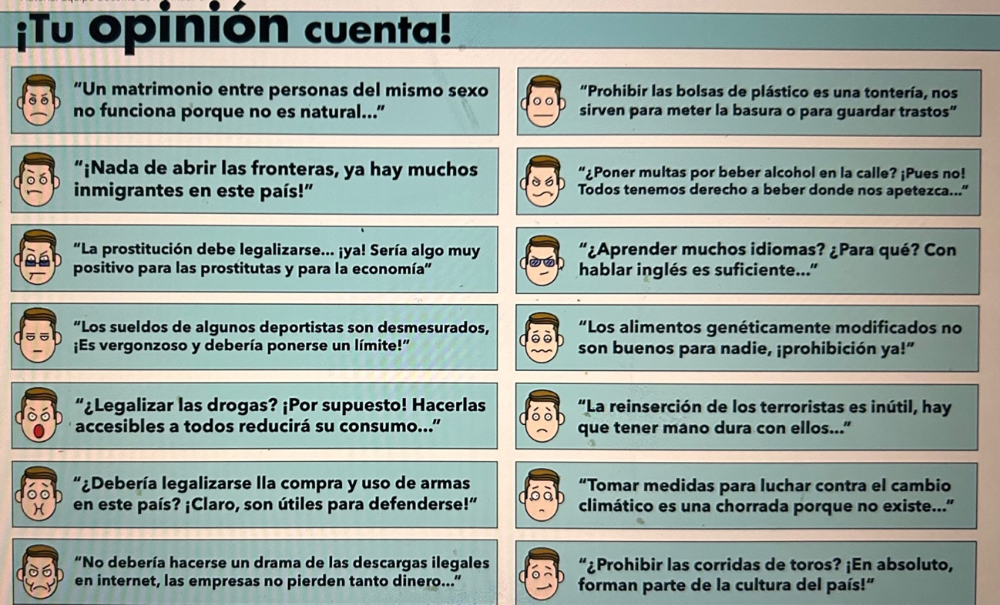 ¡Tu opinión cuenta!
“Un matrimonio entre personas del mismo sexo
no funciona porque no es natural...”
“¡Nada de abrir las fronteras, ya hay muchos
inmigrantes en este país!”
“La prostitución debe legalizarse... ¡ya! Sería algo muy
positivo para las prostitutas y para la economía”
“Los sueldos de algunos deportistas son desmesurados,
¡Es vergonzoso y debería ponerse un límite!”
“¿Legalizar las drogas? ¡Por supuesto! Hacerlas
accesibles a todos reducirá su consumo...”
“¿Debería legalizarse lla compra y uso de armas
en este país? ¡Claro, son útiles para defenderse!”
“No debería hacerse un drama de las descargas ilegales
en internet, las empresas no pierden tanto dinero...”
“Prohibir las bolsas de plástico es una tontería, nos
sirven para meter la basura o para guardar trastos”
“¿Poner multas por beber alcohol en la calle? ¡Pues no!
Todos tenemos derecho a beber donde nos apetezca...”
“¿Aprender muchos idiomas? ¿Para qué? Con
hablar inglés es suficiente...”
“Los alimentos genéticamente modificados no
son buenos para nadie, ¡prohibición ya!”
“La reinserción de los terroristas es inútil, hay
que tener mano dura con ellos...”
“Tomar medidas para luchar contra el cambio
climático es una chorrada porque no existe...”
“¿Prohibir las corridas de toros? ¡En absoluto,
forman parte de la cultura del país!“